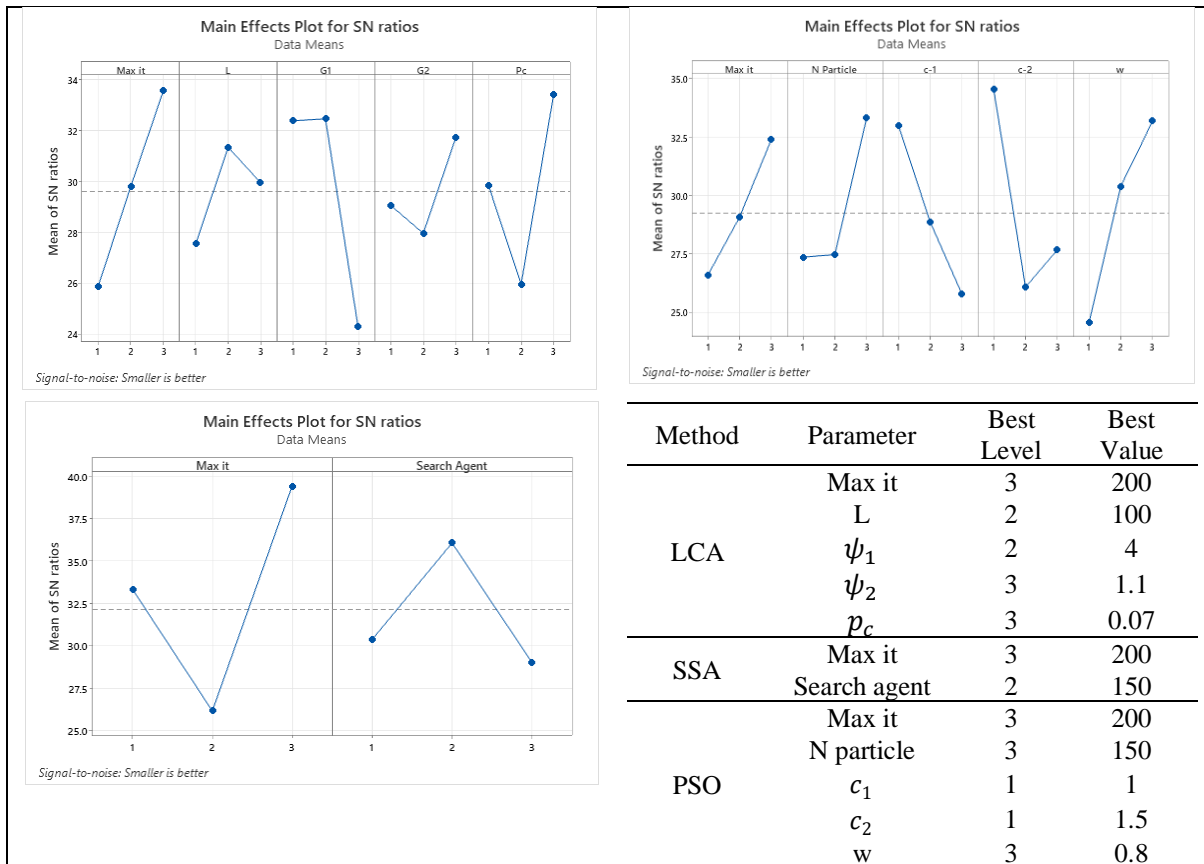 Main Effects Plot for SN ratios
Data Means
Max it L G1 G2 Pc
Mean of SN ratios
34
32
30
28
26
24
1 2 3 1 2 3 1 2 3 1 2 3 1 2 3
Signal-to-noise: Smaller is better
Main Effects Plot for SN ratios
Data Means
Max it N Particle c-1 c-2 w
Mean of SN ratios
35.0
32.5
30.0
27.5
25.0
1 2 3 1 2 3 1 2 3 1 2 3 1 2 3
Signal-to-noise: Smaller is better
Main Effects Plot for SN ratios
Data Means
Max it Search Agent
Mean of SN ratios
40.0
37.5
35.0
32.5
30.0
27.5
25.0
1 2 3 1 2 3
Signal-to-noise: Smaller is better
Method Parameter Best Level Best Value
LCA
Max it 3 200
L 2 100
ψ₁ 2 4
ψ₂ 3 1.1
p_c 3 0.07
SSA
Max it 3 200
Search agent 2 150
PSO
Max it 3 200
N particle 3 150
c₁ 1 1
c₂ 1 1.5
w 3 0.8